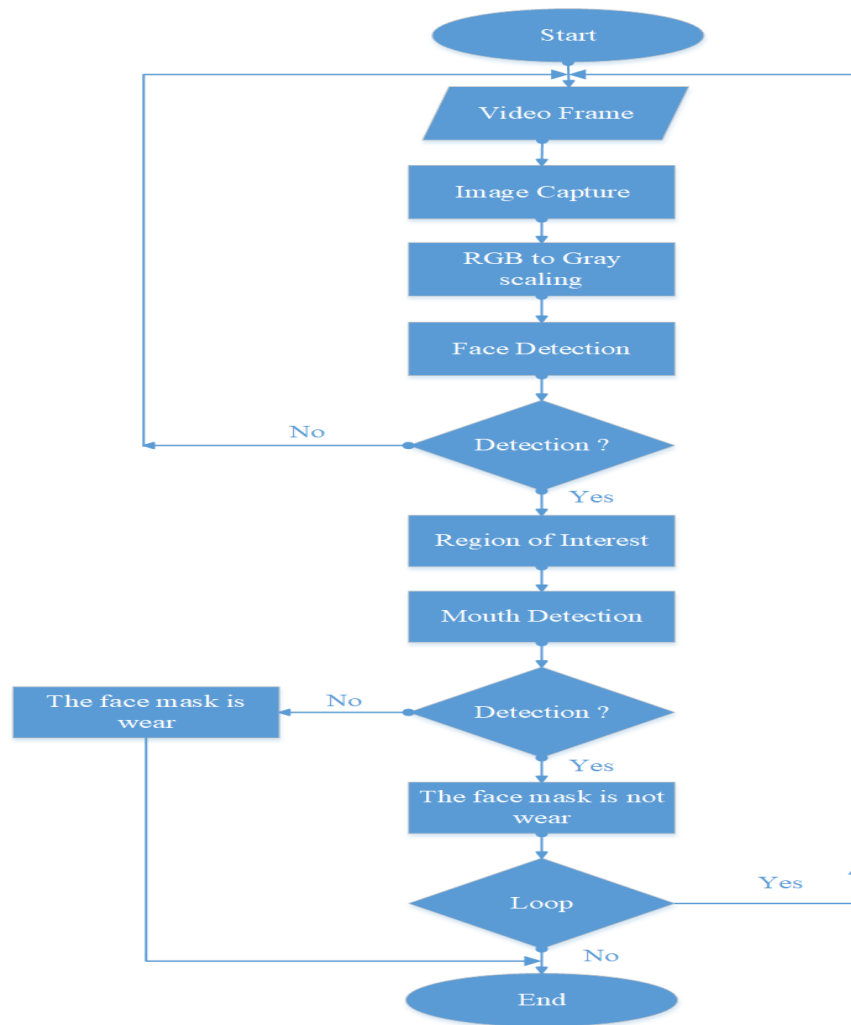 Start
Video Frame
Image Capture
RGB to Gray
scaling
Face Detection
No
Detection ?
Yes
Region of Interest
Mouth Detection
The face mask is
wear
No
Detection ?
Yes
The face mask is not
wear
Loop
Yes
No
End